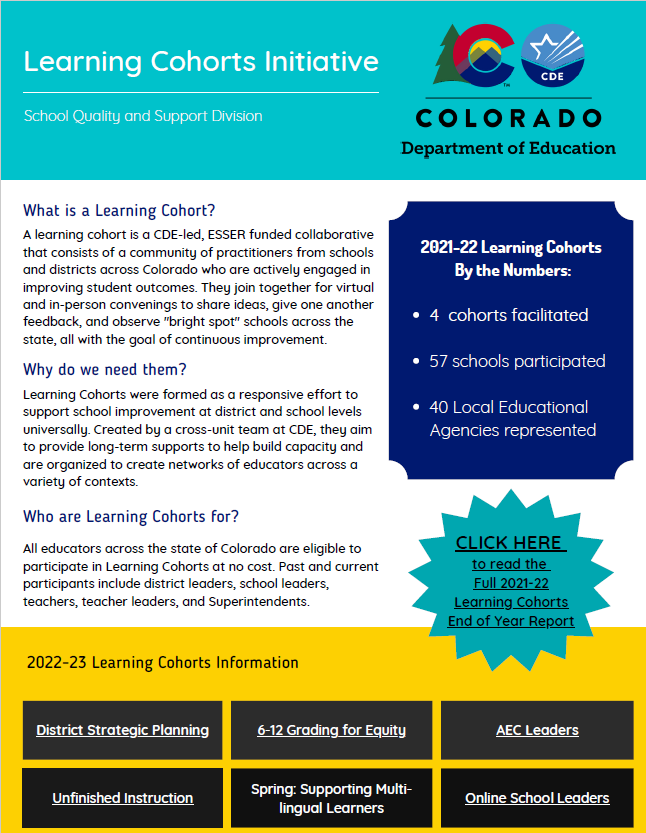 Learning Cohorts Initiative
School Quality and Support Division
CDE
TM
COLORADO
Department of Education
What is a Learning Cohort?
A learning cohort is a CDE-led, ESSER funded collaborative
that consists of a community of practitioners from schools
and districts across Colorado who are actively engaged in
improving student outcomes. They join together for virtual
and in-person convenings to share ideas, give one another
feedback, and observe "bright spot" schools across the
state, all with the goal of continuous improvement.
Why do we need them?
Learning Cohorts were formed as a responsive effort to
support school improvement at district and school levels
universally. Created by a cross-unit team at CDE, they aim
to provide long-term supports to help build capacity and
are organized to create networks of educators across a
variety of contexts.
Who are Learning Cohorts for?
All educators across the state of Colorado are eligible to
participate in Learning Cohorts at no cost. Past and current
participants include district leaders, school leaders,
teachers, teacher leaders, and Superintendents.
2021-22 Learning Cohorts
By the Numbers:
• 4 cohorts facilitated
• 57 schools participated
• 40 Local Educational
Agencies represented
CLICK HERE
to read the
Full 2021-22
Learning Cohorts
End of Year Report
2022-23 Learning Cohorts Information
District Strategic Planning
6-12 Grading for Equity
AEC Leaders
Unfinished Instruction
Spring: Supporting Multi-
lingual Learners
Online School Leaders